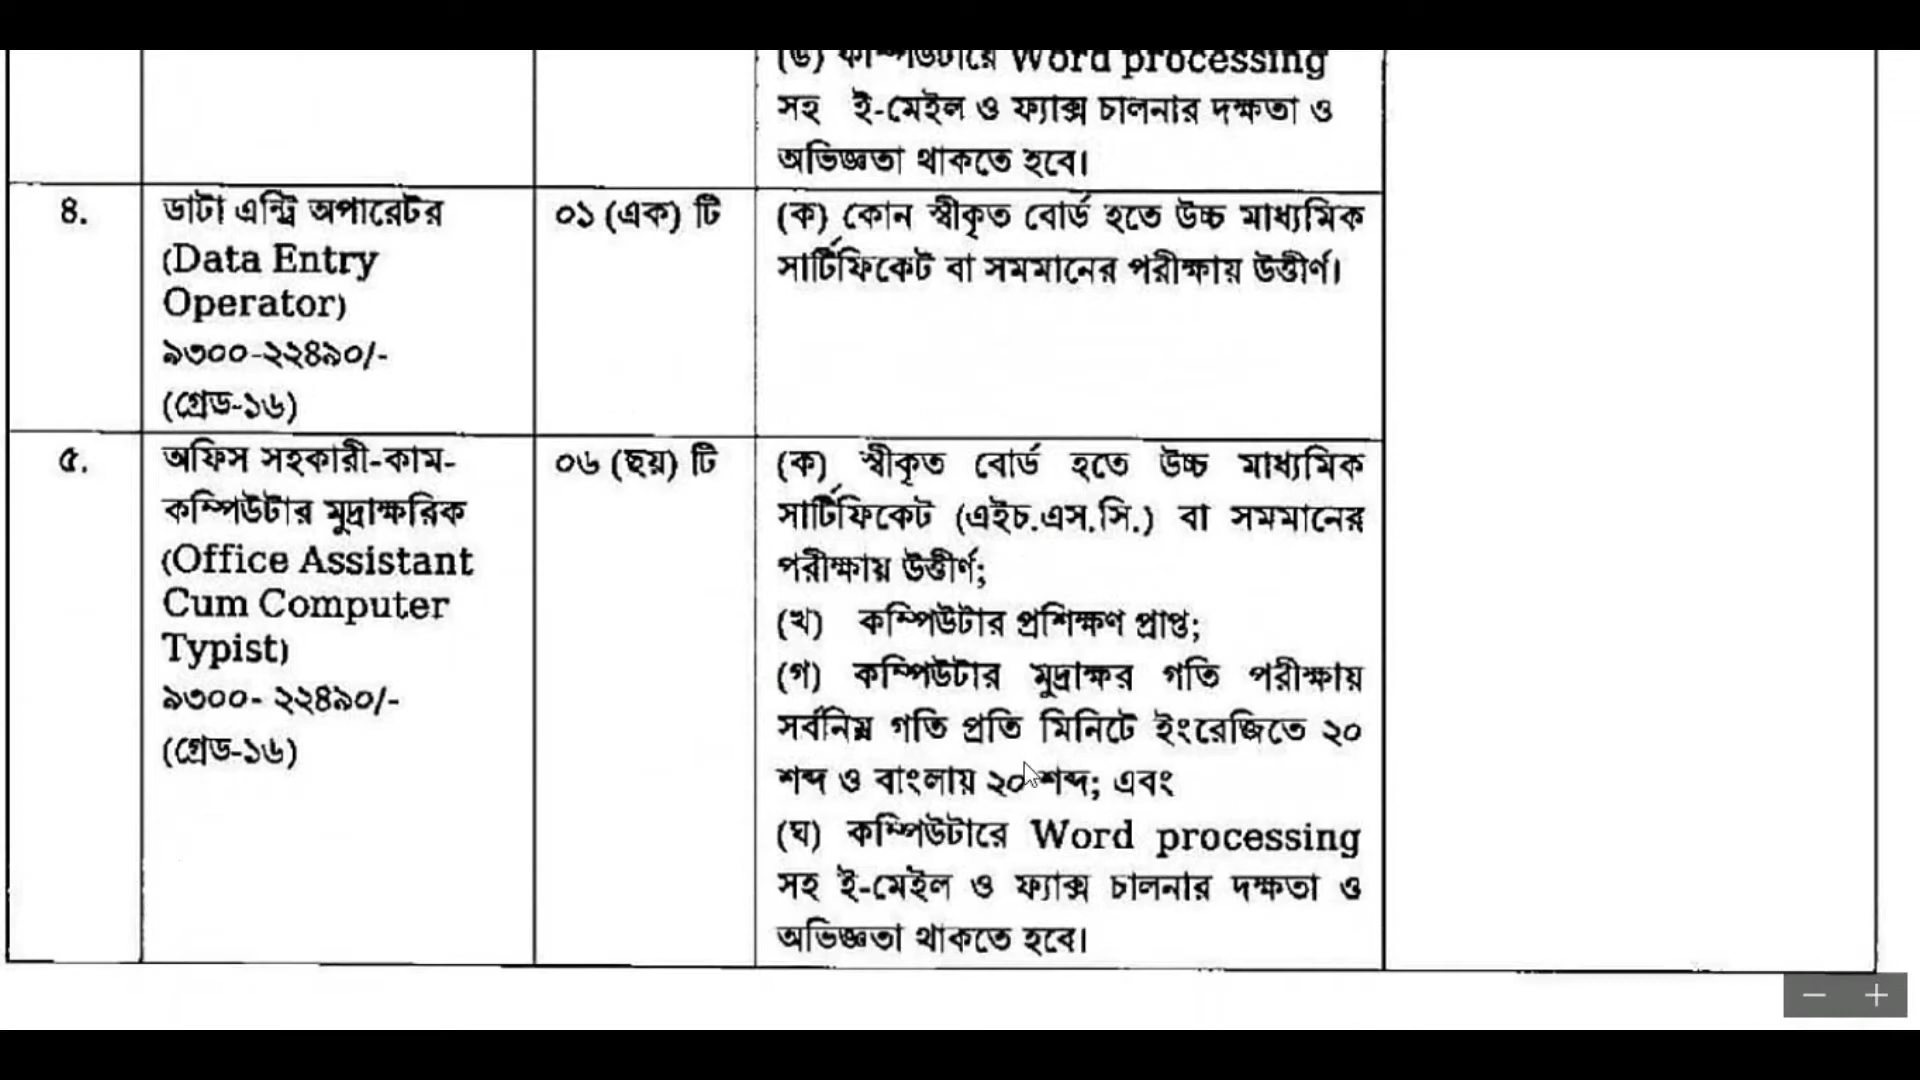 (ঙ) কম্পিউটারে Word processing
সহ ই-মেইল ও ফ্যাক্স চালনার দক্ষতা ও
অভিজ্ঞতা থাকতে হবে।
৪.
ডাটা এন্ট্রি অপারেটর
(Data Entry
Operator)
৯৩০০-২২৪৯০/-
(গ্রেড-১৬)
০১ (এক) টি
(ক) কোন স্বীকৃত বোর্ড হতে উচ্চ মাধ্যমিক
সার্টিফিকেট বা সমমানের পরীক্ষায় উত্তীর্ণ।
৫.
অফিস সহকারী-কাম-
কম্পিউটার মুদ্রাক্ষরিক
(Office Assistant
Cum Computer
Typist)
৯৩০০- ২২৪৯০/-
(গ্রেড-১৬)
০৬ (ছয়) টি
(ক) স্বীকৃত বোর্ড হতে উচ্চ মাধ্যমিক
সার্টিফিকেট (এইচ.এস.সি.) বা সমমানের
পরীক্ষায় উত্তীর্ণ;
(খ) কম্পিউটার প্রশিক্ষণ প্রাপ্ত;
(গ) কম্পিউটার মুদ্রাক্ষর গতি পরীক্ষায়
সর্বনিম্ন গতি প্রতি মিনিটে ইংরেজিতে ২০
শব্দ ও বাংলায় ২০ শব্দ; এবং
(ঘ) কম্পিউটারে Word processing
সহ ই-মেইল ও ফ্যাক্স চালনার দক্ষতা ও
অভিজ্ঞতা থাকতে হবে।